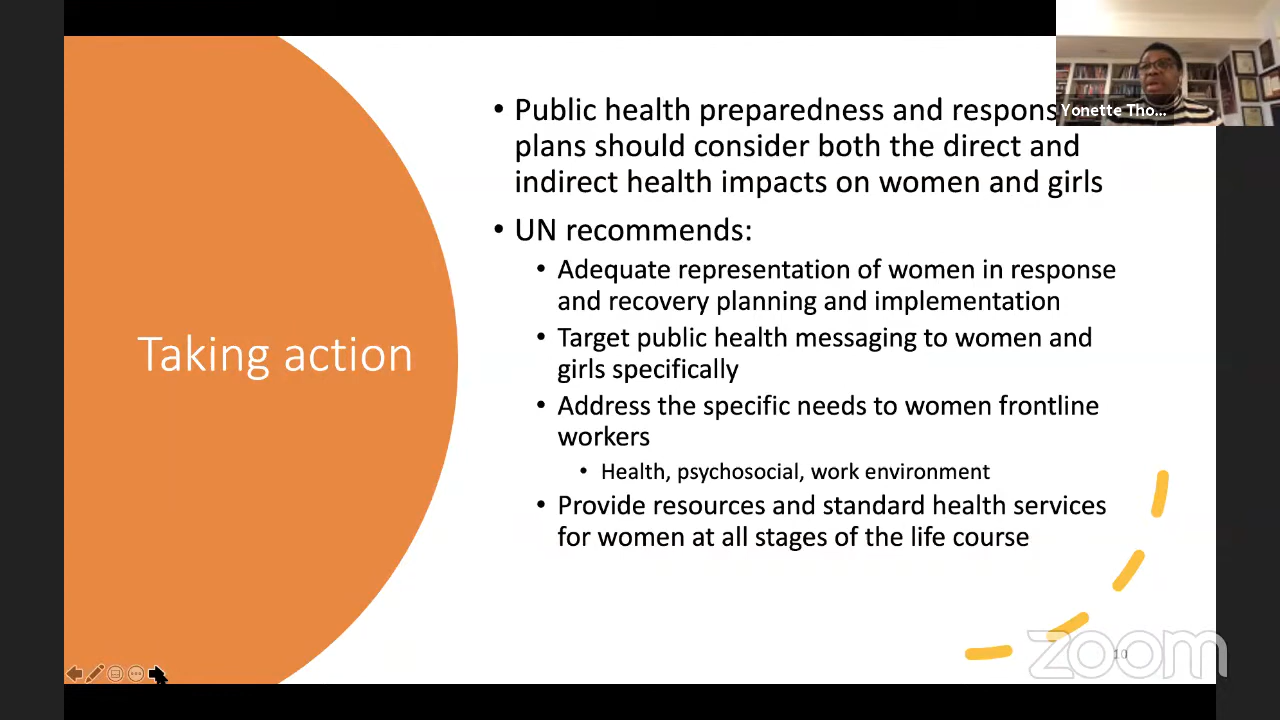 • Public health preparedness and respons
Yonette Tho...
plans should consider both the direct and
indirect health impacts on women and girls
• UN recommends:
• Adequate representation of women in response
and recovery planning and implementation
• Target public health messaging to women and
girls specifically
Taking action
• Address the specific needs to women frontline
workers
• Health, psychosocial, work environment
• Provide resources and standard health services
for women at all stages of the life course
zoom
10